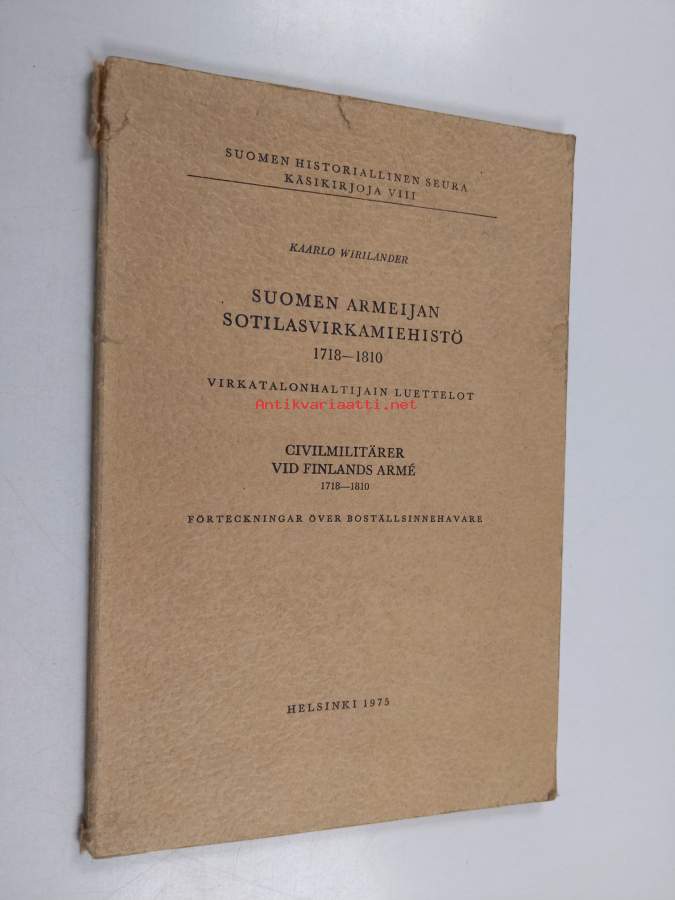 SUOMEN HISTORIALLINEN SEURA
KÄSIKIRJOJA VIII
KAARLO WIRILANDER
SUOMEN ARMEIJAN
SOTILASVIRKAMIEHISTÖ
1718—1810
VIRKATALONHALTIJAIN LUETTELOT
Antikvariaatti.net
CIVILMILITÄRER
VID FINLANDS ARMÉ
1718—1810
FÖRTECKNINGAR ÖVER BOSTÄLLSINNEHAVARE
HELSINKI 1975